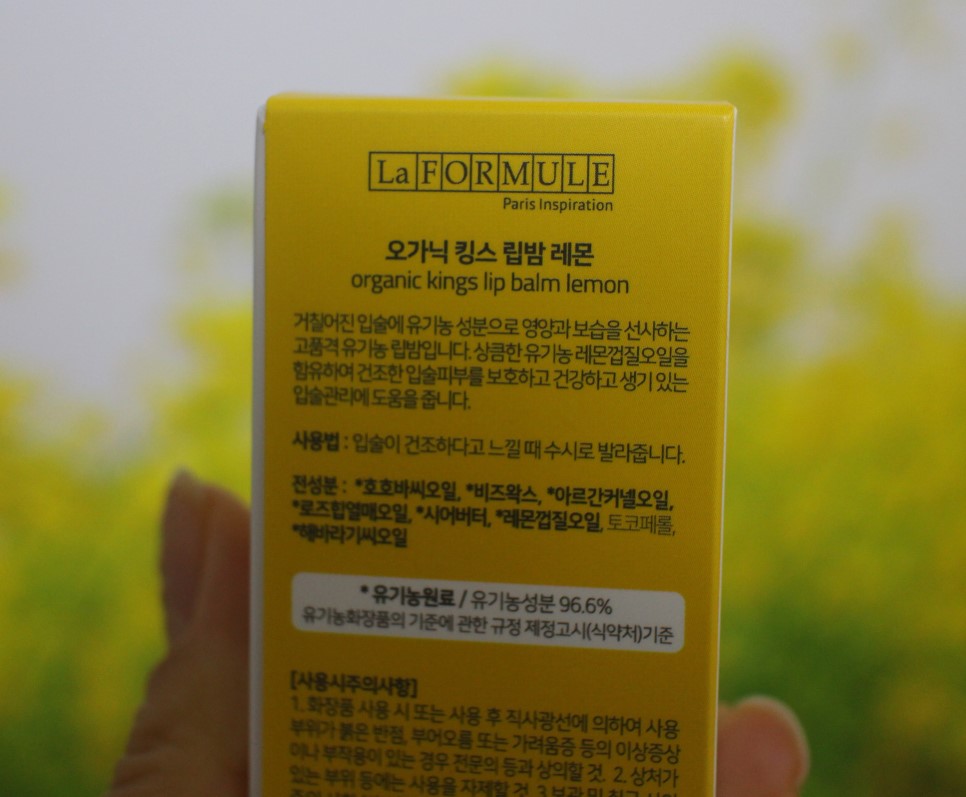 La FORMULE
Paris Inspiration
오가닉 킹스 립밤 레몬
organic kings lip balm lemon
거칠어진 입술에 유기농 성분으로 영양과 보습을 선사하는
고품격 유기농 립밤입니다. 상큼한 유기농 레몬껍질오일을
함유하여 건조한 입술피부를 보호하고 건강하고 생기 있는
입술관리에 도움을 줍니다.
사용법 : 입술이 건조하다고 느낄 때 수시로 발라줍니다.
전성분 : *호호바씨오일, *비즈왁스, *아르간커넬오일,
*로즈힙열매오일, *시어버터, *레몬껍질오일, 토코페롤,
*해바라기씨오일
* 유기농원료 / 유기농성분 96.6%
유기농화장품의 기준에 관한 규정 제정고시(식약처)기준
[사용시주의사항]
1. 화장품 사용 시 또는 사용 후 직사광선에 의하여 사용
부위가 붉은 반점, 부어오름 또는 가려움증 등의 이상증상
이나 부작용이 있는 경우 전문의 등과 상의할 것. 2. 상처가
있는 부위 등에는 사용을 자제할 것. 3.보관 및 취급